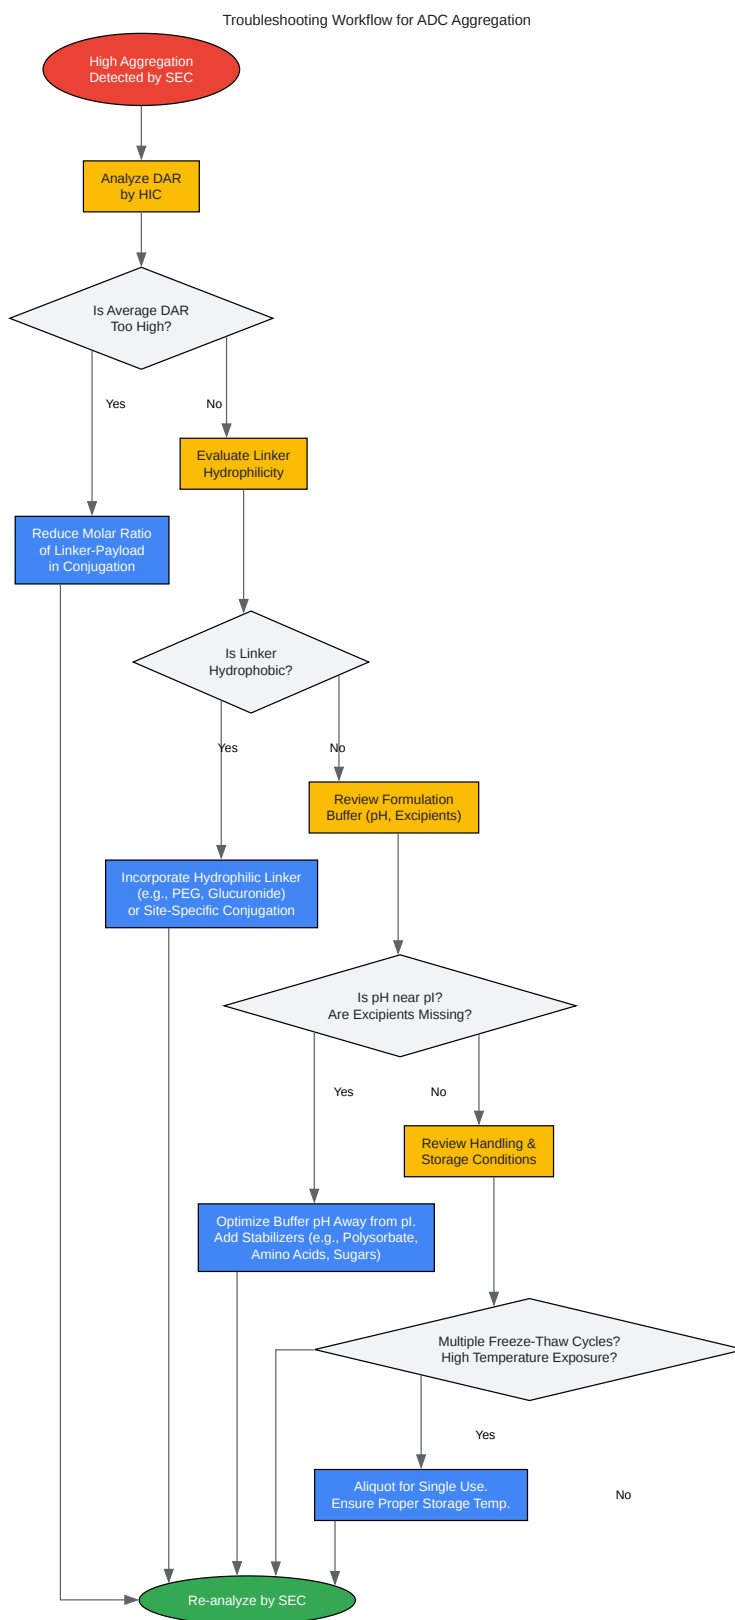 Troubleshooting Workflow for ADC Aggregation
High Aggregation
Detected by SEC
Analyze DAR
by HIC
Is Average DAR
Too High?
Yes
No
Evaluate Linker
Hydrophilicity
Reduce Molar Ratio
of Linker-Payload
in Conjugation
Is Linker
Hydrophobic?
Yes
No
Review Formulation
Buffer (pH, Excipients)
Incorporate Hydrophilic Linker
(e.g., PEG, Glucuronide)
or Site-Specific Conjugation
Is pH near pI?
Are Excipients Missing?
Yes
No
Review Handling &
Storage Conditions
Optimize Buffer pH Away from pI.
Add Stabilizers (e.g., Polysorbate,
Amino Acids, Sugars)
Multiple Freeze-Thaw Cycles?
High Temperature Exposure?
Yes
Aliquot for Single Use.
Ensure Proper Storage Temp.
No
Re-analyze by SEC